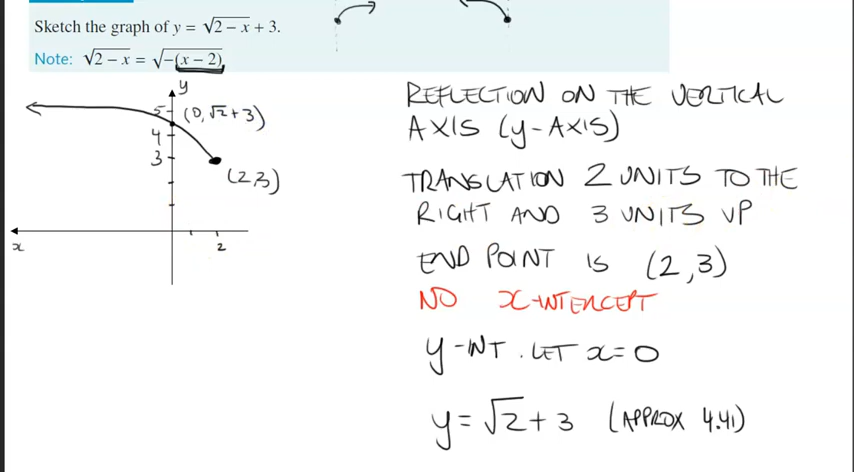 Sketch the graph of y = √2 − x + 3.
Note: √2 − x = √−(x − 2)
y
5
(0, √2 + 3)
4
3
(2,3)
x
2
REFLECTION ON THE VERTICAL
AXIS (y-AXIS)
TRANSLATION 2 UNITS TO THE
RIGHT AND 3 UNITS UP
END POINT IS (2,3)
NO x-INTERCEPT
y-INT. LET x = 0
y = √2 + 3 (APPROX 4.41)